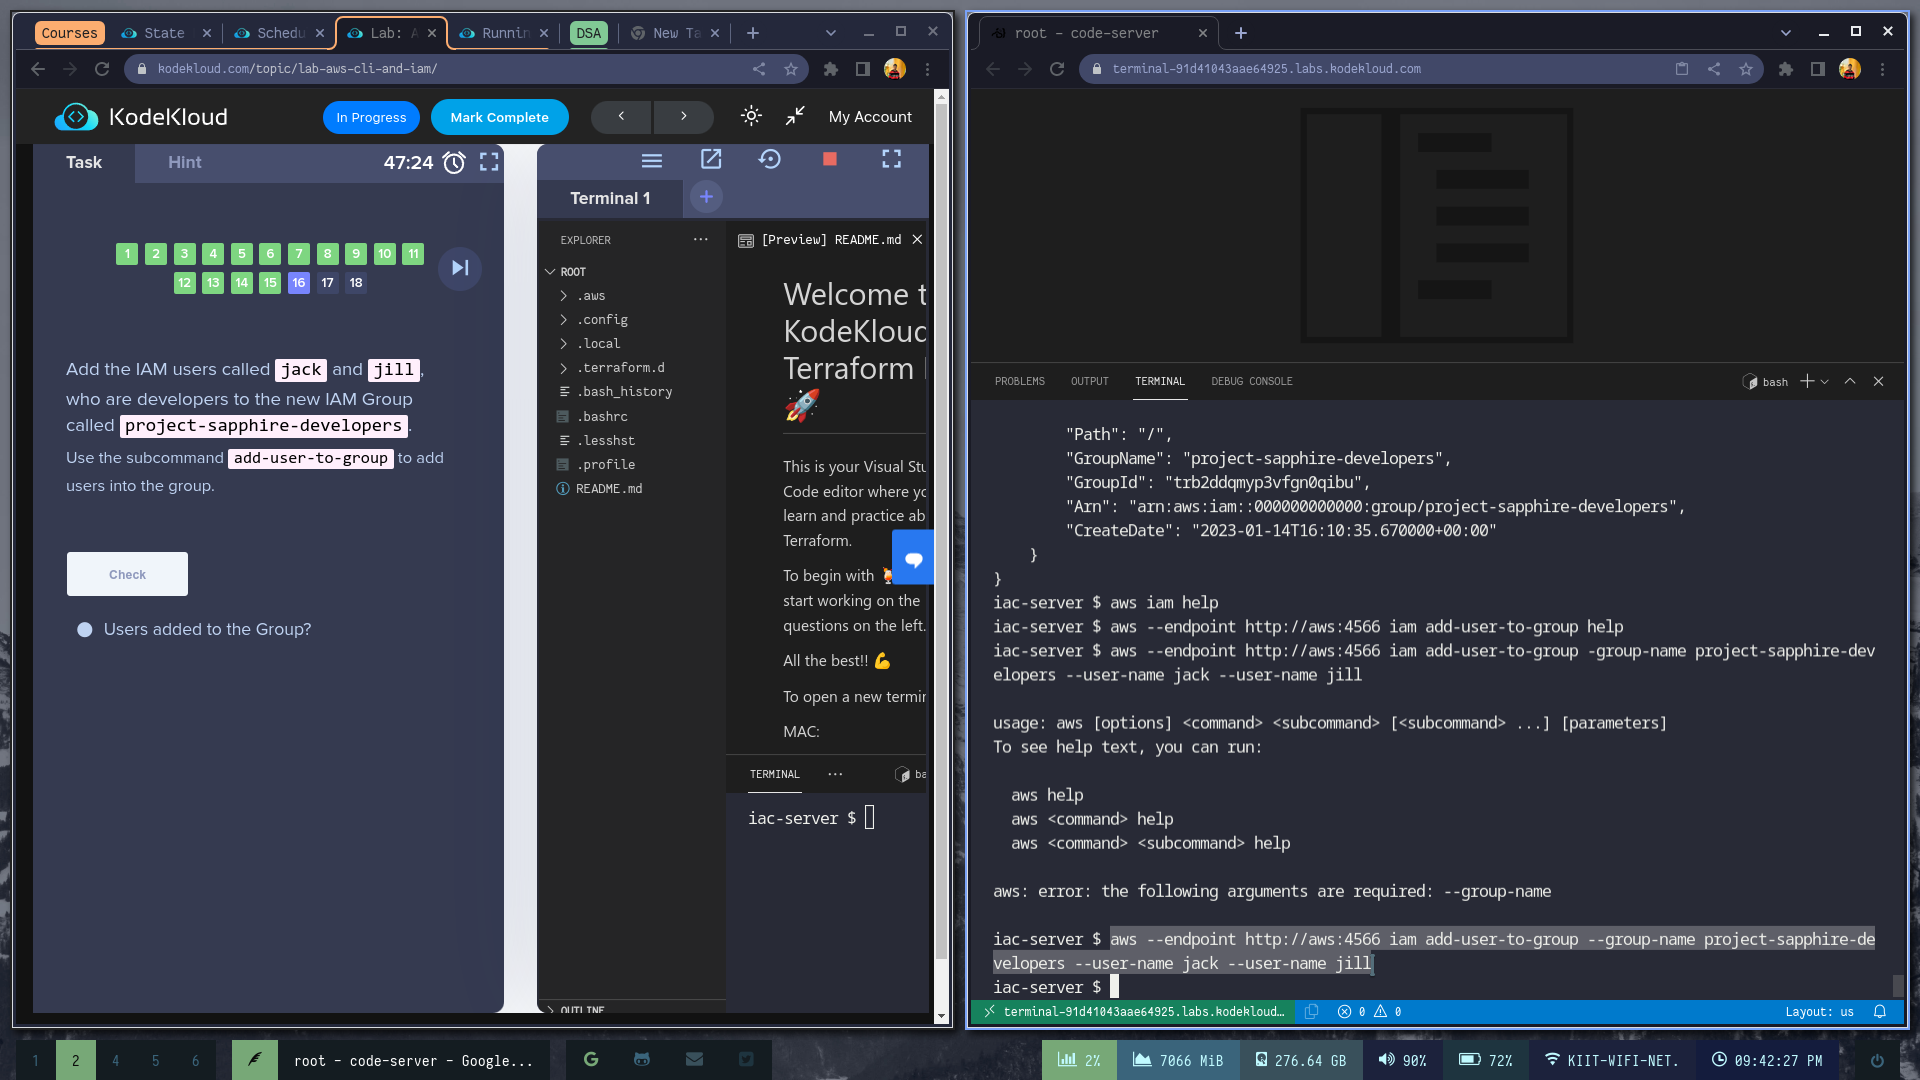 Courses State Schedu Lab: A Runnin DSA New Ta
kodekloud.com/topic/lab-aws-cli-and-iam/
KodeKloud In Progress Mark Complete My Account
Task Hint 47:24
Terminal 1
1 2 3 4 5 6 7 8 9 10 11
12 13 14 15 16 17 18
Add the IAM users called jack and jill,
who are developers to the new IAM Group
called project-sapphire-developers.
Use the subcommand add-user-to-group to add
users into the group.
Check
Users added to the Group?
EXPLORER
ROOT
.aws
.config
.local
.terraform.d
.bash_history
.bashrc
.lesshst
.profile
README.md
OUTLINE
[Preview] README.md
Welcome t
KodeKloud
Terraform
🚀
This is your Visual Stu
Code editor where yo
learn and practice ab
Terraform.
To begin with
start working on the
questions on the left.
All the best!! 💪
To open a new termin
MAC:
TERMINAL ba
iac-server $
root - code-server
terminal-91d41043aae64925.labs.kodekloud.com
PROBLEMS OUTPUT TERMINAL DEBUG CONSOLE bash
"Path": "/",
"GroupName": "project-sapphire-developers",
"GroupId": "trb2ddqmyp3vfgn0qibu",
"Arn": "arn:aws:iam::000000000000:group/project-sapphire-developers",
"CreateDate": "2023-01-14T16:10:35.670000+00:00"
}
}
iac-server $ aws iam help
iac-server $ aws --endpoint http://aws:4566 iam add-user-to-group help
iac-server $ aws --endpoint http://aws:4566 iam add-user-to-group -group-name project-sapphire-dev
elopers --user-name jack --user-name jill
usage: aws [options] <command> <subcommand> [<subcommand> ...] [parameters]
To see help text, you can run:
aws help
aws <command> help
aws <command> <subcommand> help
aws: error: the following arguments are required: --group-name
iac-server $ aws --endpoint http://aws:4566 iam add-user-to-group --group-name project-sapphire-de
velopers --user-name jack --user-name jill
iac-server $
terminal-91d41043aae64925.labs.kodekloud… 0 0 Layout: us
1 2 4 5 6 root - code-server - Google... 2% 7066 MiB 276.64 GB 90% 72% KIIT-WIFI-NET. 09:42:27 PM